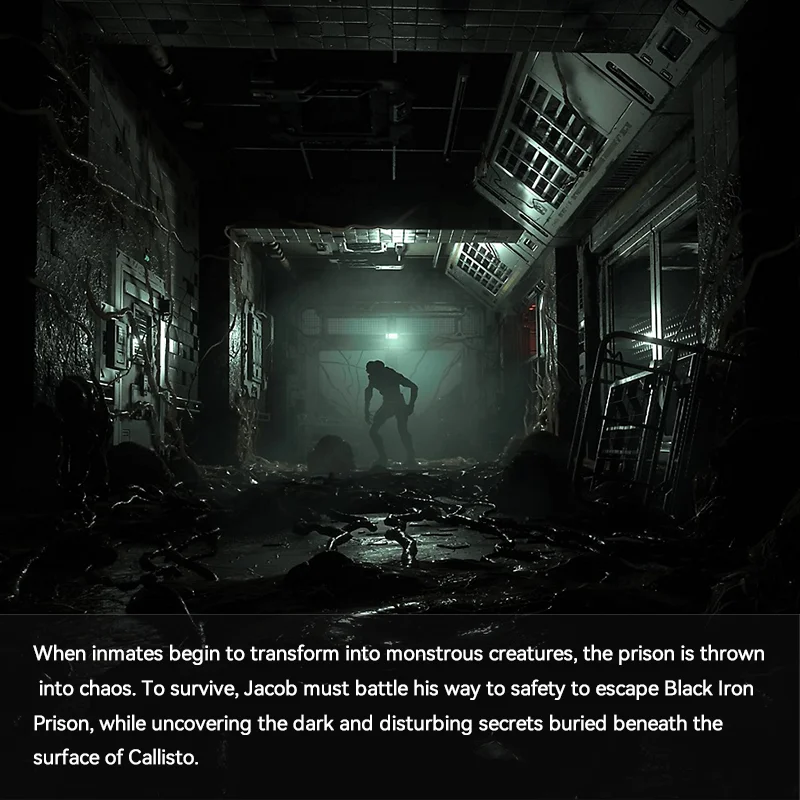 When inmates begin to transform into monstrous creatures, the prison is thrown
into chaos. To survive, Jacob must battle his way to safety to escape Black Iron
Prison, while uncovering the dark and disturbing secrets buried beneath the
surface of Callisto.